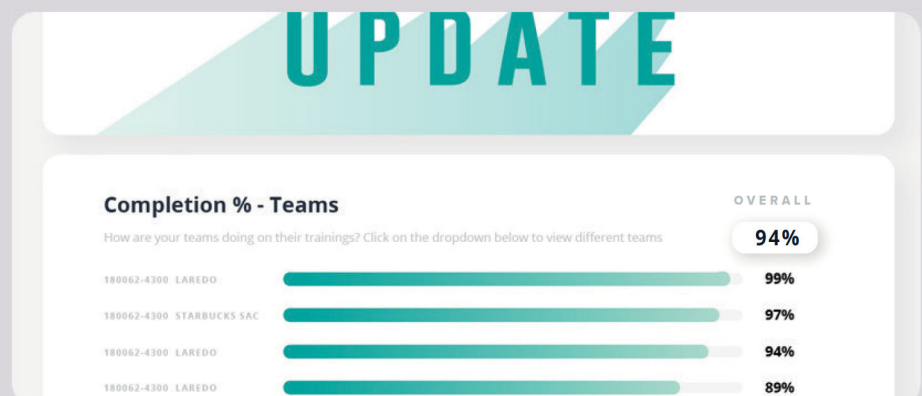 UPDATE
Completion % - Teams
OVERALL
How are your teams doing on their trainings? Click on the dropdown below to view different teams
94%
180062-4300 LAREDO 99%
180062-4300 STARBUCKS SAC 97%
180062-4300 LAREDO 94%
180062-4300 LAREDO 89%